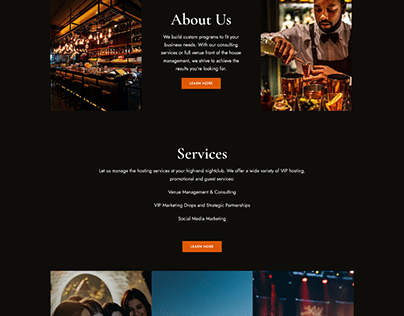 About Us
We build custom programs to fit your
business needs. With our consulting
services or full venue front of the house
management, we strive to achieve the
results you're looking for.
LEARN MORE
Services
Let us manage the hosting services at your high-end nightclub. We offer a wide variety of VIP hosting,
promotional and guest services:
Venue Management & Consulting
VIP Marketing Drops and Strategic Partnerships
Social Media Marketing
LEARN MORE